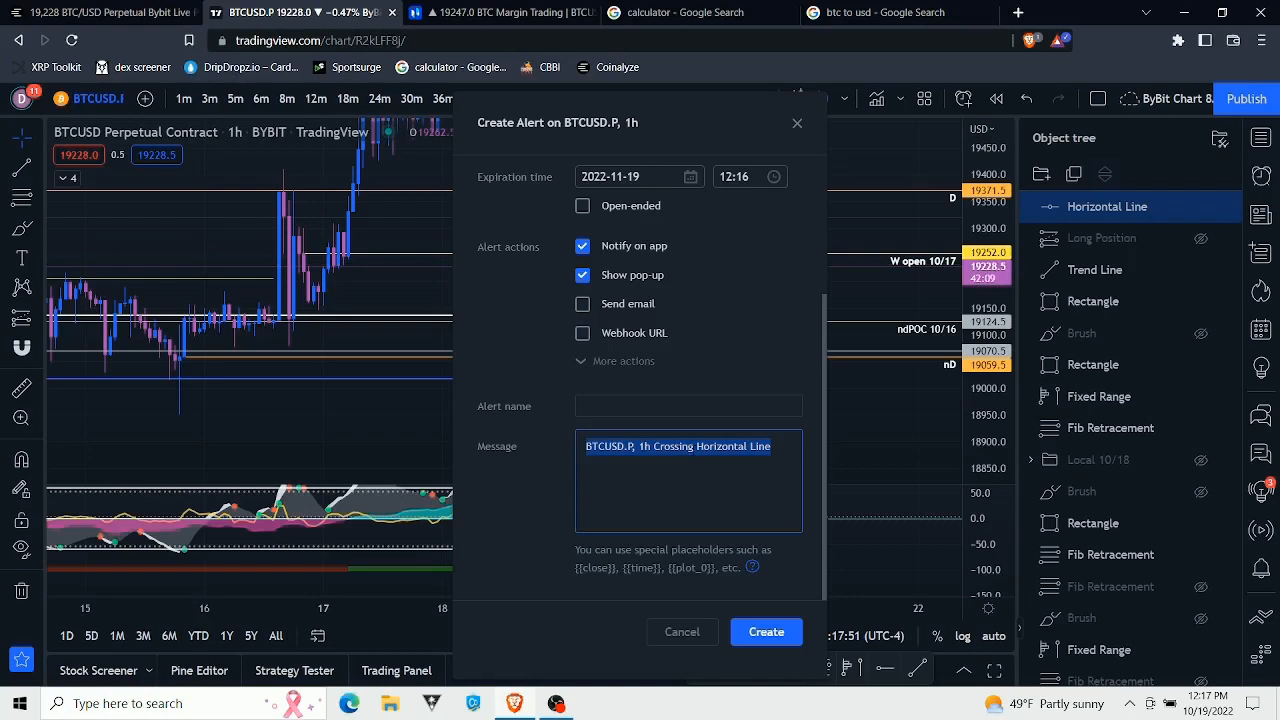 19,228 BTC/USD Perpetual Bybit Live P
BTCUSD.P 19228.0 ▼ −0.47% ByB
▲ 19247.0 BTC Margin Trading | BTCUS
calculator - Google Search
btc to usd - Google Search
tradingview.com/chart/R2kLFF8j/
XRP Toolkit
dex screener
DripDropz.io – Card...
Sportsurge
calculator - Google...
CBBI
Coinalyze
D
11
BTCUSD.P
1m 3m 5m 6m 8m 12m 18m 24m 30m 36m
ByBit Chart 8.
Publish
BTCUSD Perpetual Contract · 1h · BYBIT · TradingView
O19262.5
19228.0
0.5
19228.5
4
Create Alert on BTCUSD.P, 1h
Expiration time
2022-11-19
12:16
Open-ended
Alert actions
Notify on app
Show pop-up
Send email
Webhook URL
More actions
Alert name
Message
BTCUSD.P, 1h Crossing Horizontal Line
You can use special placeholders such as
{{close}}, {{time}}, {{plot_0}}, etc.
Cancel
Create
D
W open 10/17
ndPOC 10/16
nD
USD
19450.0
19400.0
19371.5
19350.0
19300.0
19252.0
19228.5
42:09
19150.0
19124.5
19100.0
19070.5
19059.5
19000.0
18950.0
18900.0
18850.0
50.0
0.0
−50.0
−100.0
−150.0
Object tree
Horizontal Line
Long Position
Trend Line
Rectangle
Brush
Rectangle
Fixed Range
Fib Retracement
Local 10/18
Brush
Rectangle
Fib Retracement
Fib Retracement
Brush
Fixed Range
Fib Retracement
3
15 16 17 18 22
1D 5D 1M 3M 6M YTD 1Y 5Y All
:17:51 (UTC-4)
% log auto
Stock Screener
Pine Editor
Strategy Tester
Trading Panel
Type here to search
49°F Partly sunny
12:17 PM
10/19/2022